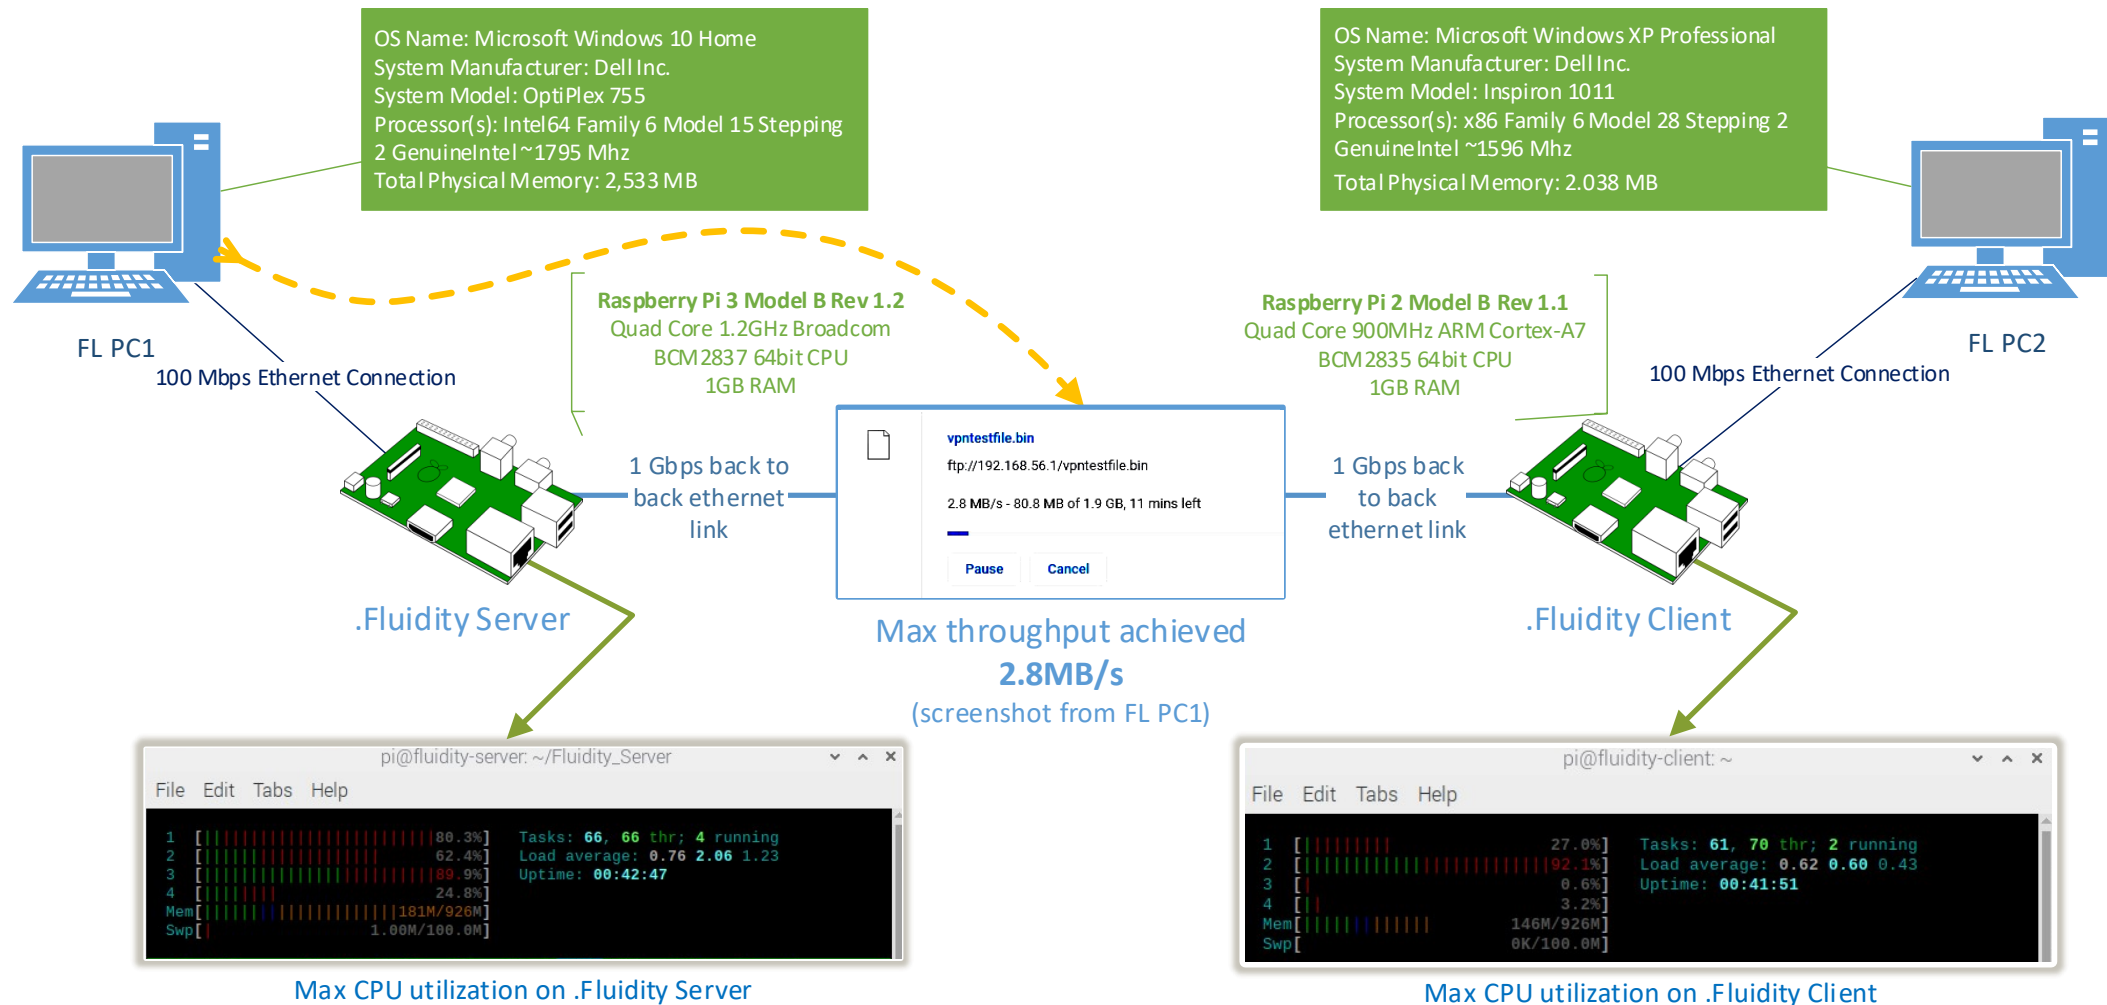 OS Name: Microsoft Windows 10 Home
System Manufacturer: Dell Inc.
System Model: OptiPlex 755
Processor(s): Intel64 Family 6 Model 15 Stepping
2 GenuineIntel ~1795 Mhz
Total Physical Memory: 2,533 MB
OS Name: Microsoft Windows XP Professional
System Manufacturer: Dell Inc.
System Model: Inspiron 1011
Processor(s): x86 Family 6 Model 28 Stepping 2
GenuineIntel ~1596 Mhz
Total Physical Memory: 2.038 MB
FL PC1
100 Mbps Ethernet Connection
Raspberry Pi 3 Model B Rev 1.2
Quad Core 1.2GHz Broadcom
BCM2837 64bit CPU
1GB RAM
Raspberry Pi 2 Model B Rev 1.1
Quad Core 900MHz ARM Cortex-A7
BCM2835 64bit CPU
1GB RAM
FL PC2
100 Mbps Ethernet Connection
1 Gbps back to
back ethernet
link
vpntestfile.bin
ftp://192.168.56.1/vpntestfile.bin
2.8 MB/s - 80.8 MB of 1.9 GB, 11 mins left
Pause Cancel
1 Gbps back
to back
ethernet link
.Fluidity Server
Max throughput achieved
2.8MB/s
(screenshot from FL PC1)
.Fluidity Client
pi@fluidity-server: ~/Fluidity_Server
File Edit Tabs Help
1 [80.3%] Tasks: 66, 66 thr; 4 running
2 [62.4%] Load average: 0.76 2.06 1.23
3 [89.9%] Uptime: 00:42:47
4 [24.8%]
Mem[181M/926M]
Swp[1.00M/100.0M]
Max CPU utilization on .Fluidity Server
pi@fluidity-client: ~
File Edit Tabs Help
1 [27.0%] Tasks: 61, 70 thr; 2 running
2 [92.1%] Load average: 0.62 0.60 0.43
3 [0.6%] Uptime: 00:41:51
4 [3.2%]
Mem[146M/926M]
Swp[0K/100.0M]
Max CPU utilization on .Fluidity Client